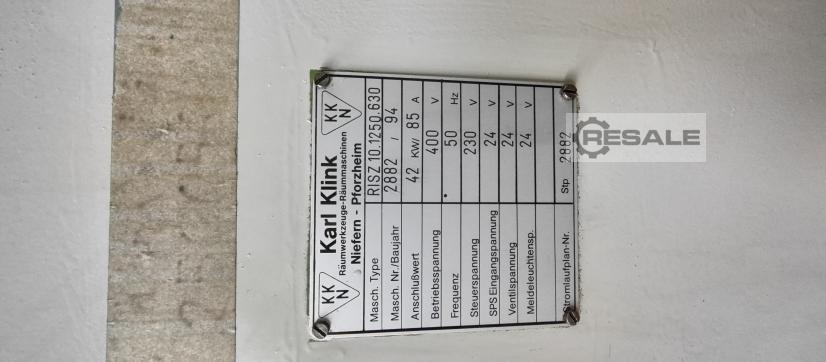 KK
N
Karl Klink
KK
N
Räumwerkzeuge-Räummaschinen
Niefern - Pforzheim
Masch. Type RISZ 10.1250.630
Masch. Nr./Baujahr 2882 / 94
Anschlußwert 42 KW/ 85 A
Betriebsspannung 400 V
Frequenz 50 Hz
Steuerspannung 230 V
SPS Eingangspannung 24 V
Ventilspannung 24 V
Meldeleuchtensp. 24 V
Stromlaufplan-Nr. Stp 2882
RESALE